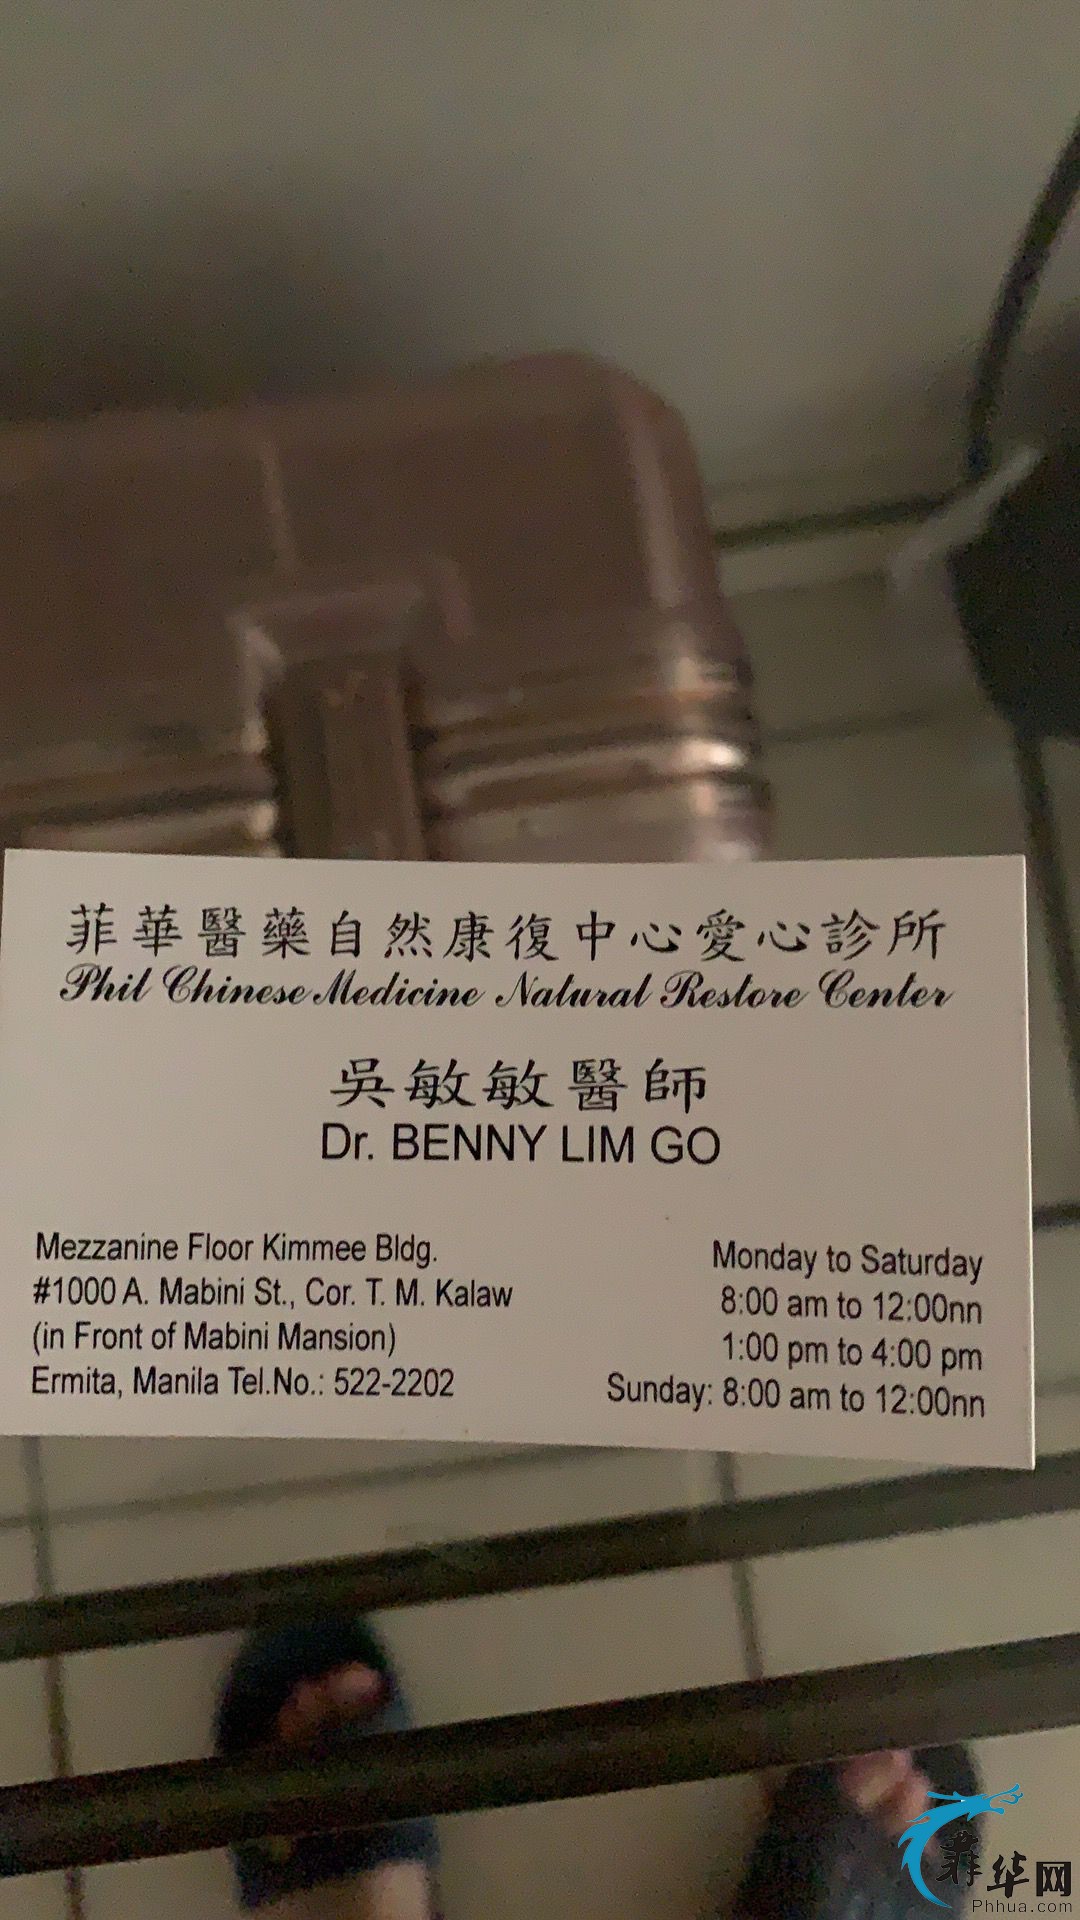 菲華醫藥自然康復中心愛心診所
Phil Chinese Medicine Natural Restore Center
吳敏敏醫師
Dr. BENNY LIM GO
Mezzanine Floor Kimmee Bldg.
#1000 A. Mabini St., Cor. T. M. Kalaw
(in Front of Mabini Mansion)
Ermita, Manila Tel.No.: 522-2202
Monday to Saturday
8:00 am to 12:00nn
1:00 pm to 4:00 pm
Sunday: 8:00 am to 12:00nn
菲华网
Phhua.com